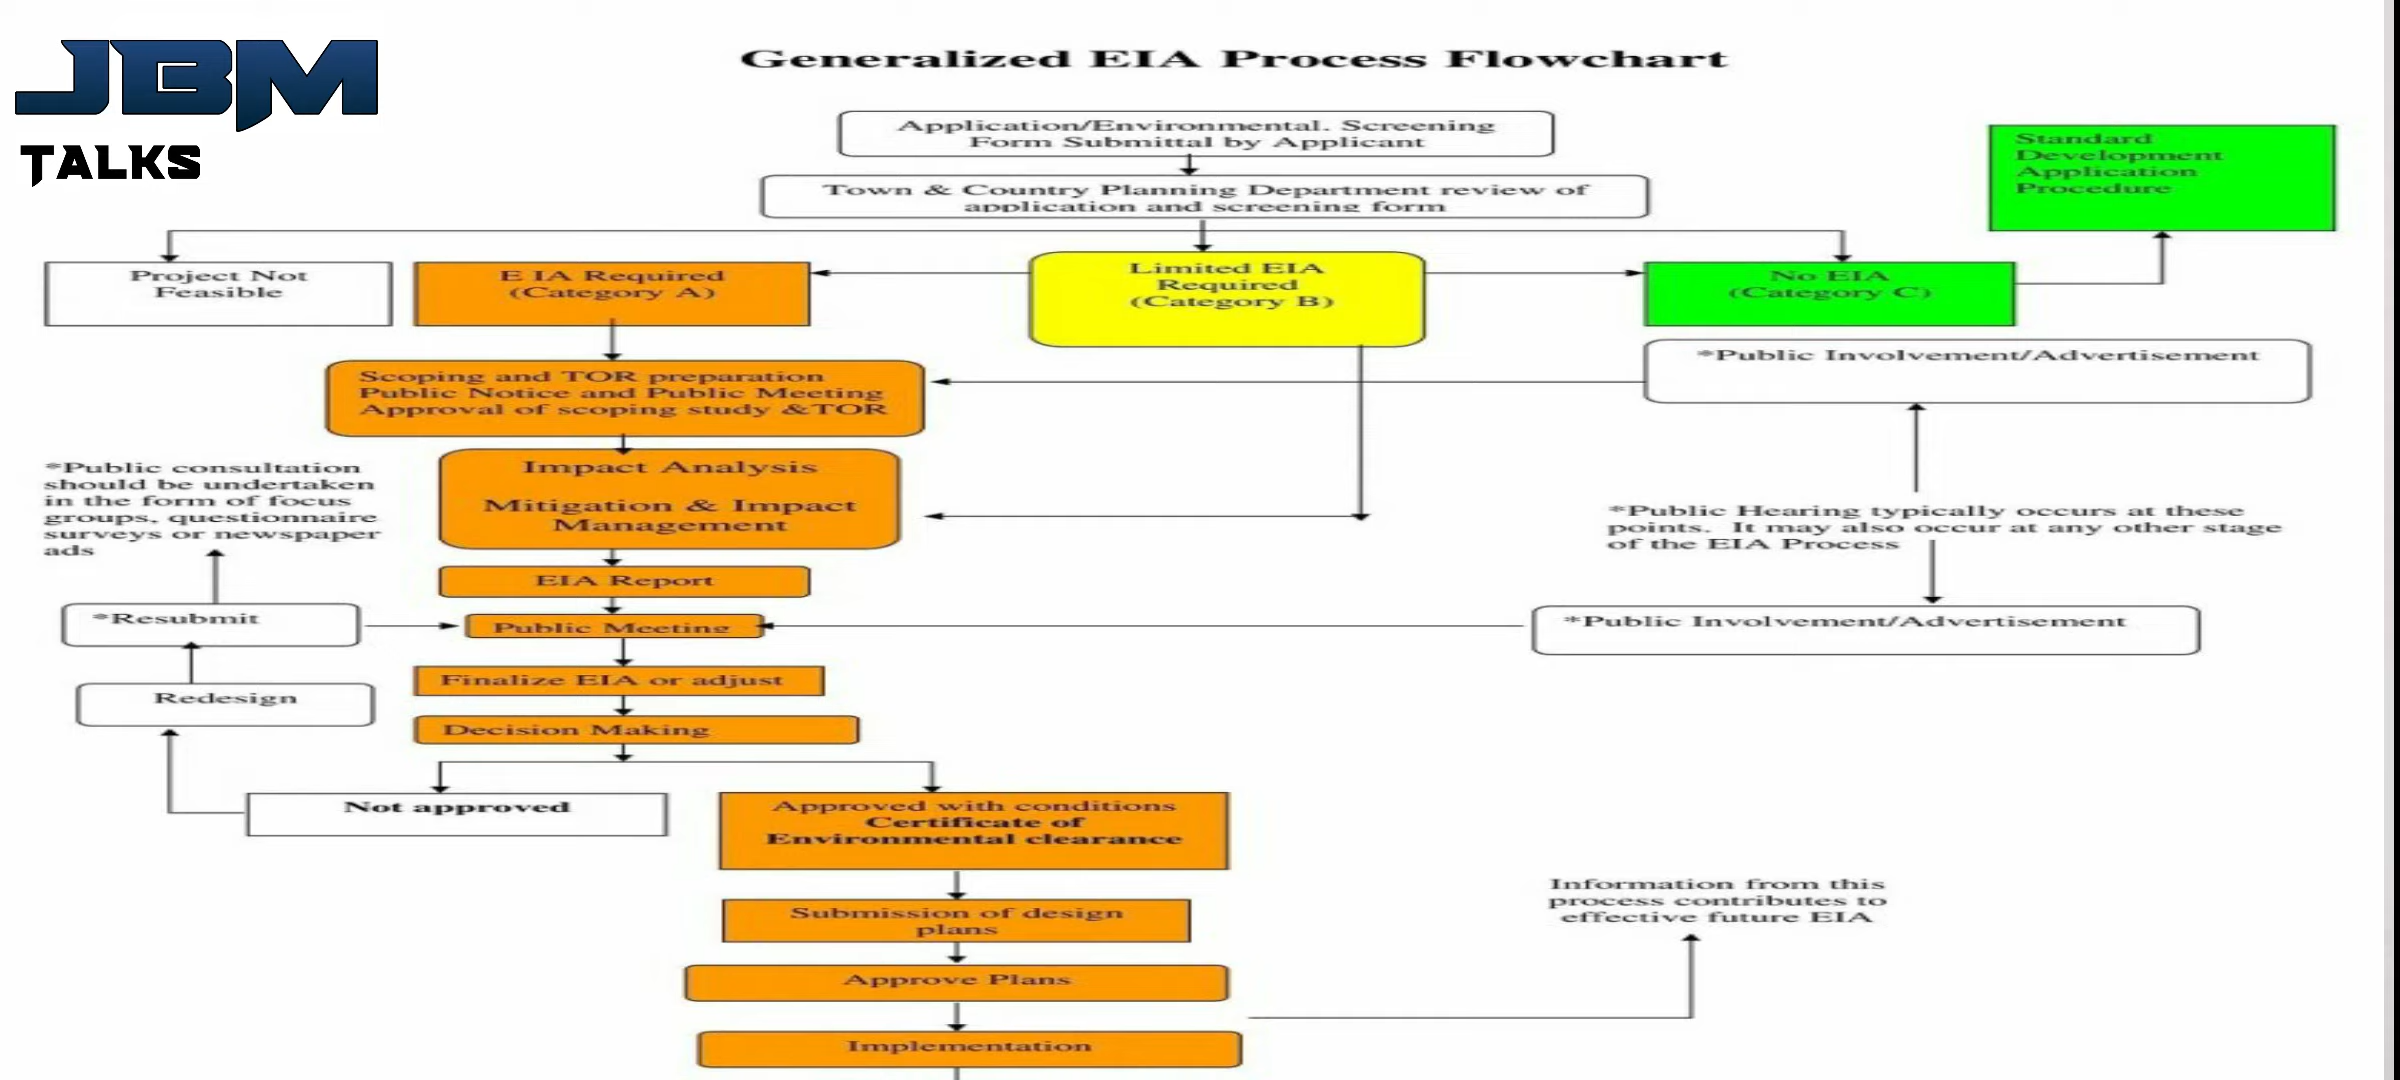 JBM
TALKS
Generalized EIA Process Flowchart
Application/Environmental. Screening
Form Submittal by Applicant
Town & Country Planning Department review of
application and screening form
Standard
Development
Application
Procedure
Project Not
Feasible
E IA Required
(Category A)
Limited EIA
Required
(Category B)
No EIA
(Category C)
Scoping and TOR preparation
Public Notice and Public Meeting
Approval of scoping study &TOR
*Public Involvement/Advertisement
Impact Analysis
Mitigation & Impact
Management
*Public consultation
should be undertaken
in the form of focus
groups, questionnaire
surveys or newspaper
ads
*Public Hearing typically occurs at these
points.  It may also occur at any other stage
of the EIA Process
EIA Report
*Resubmit
Public Meeting
*Public Involvement/Advertisement
Finalize EIA or adjust
Redesign
Decision Making
Not approved
Approved with conditions
Certificate of
Environmental clearance
Submission of design
plans
Information from this
process contributes to
effective future EIA
Approve Plans
Implementation